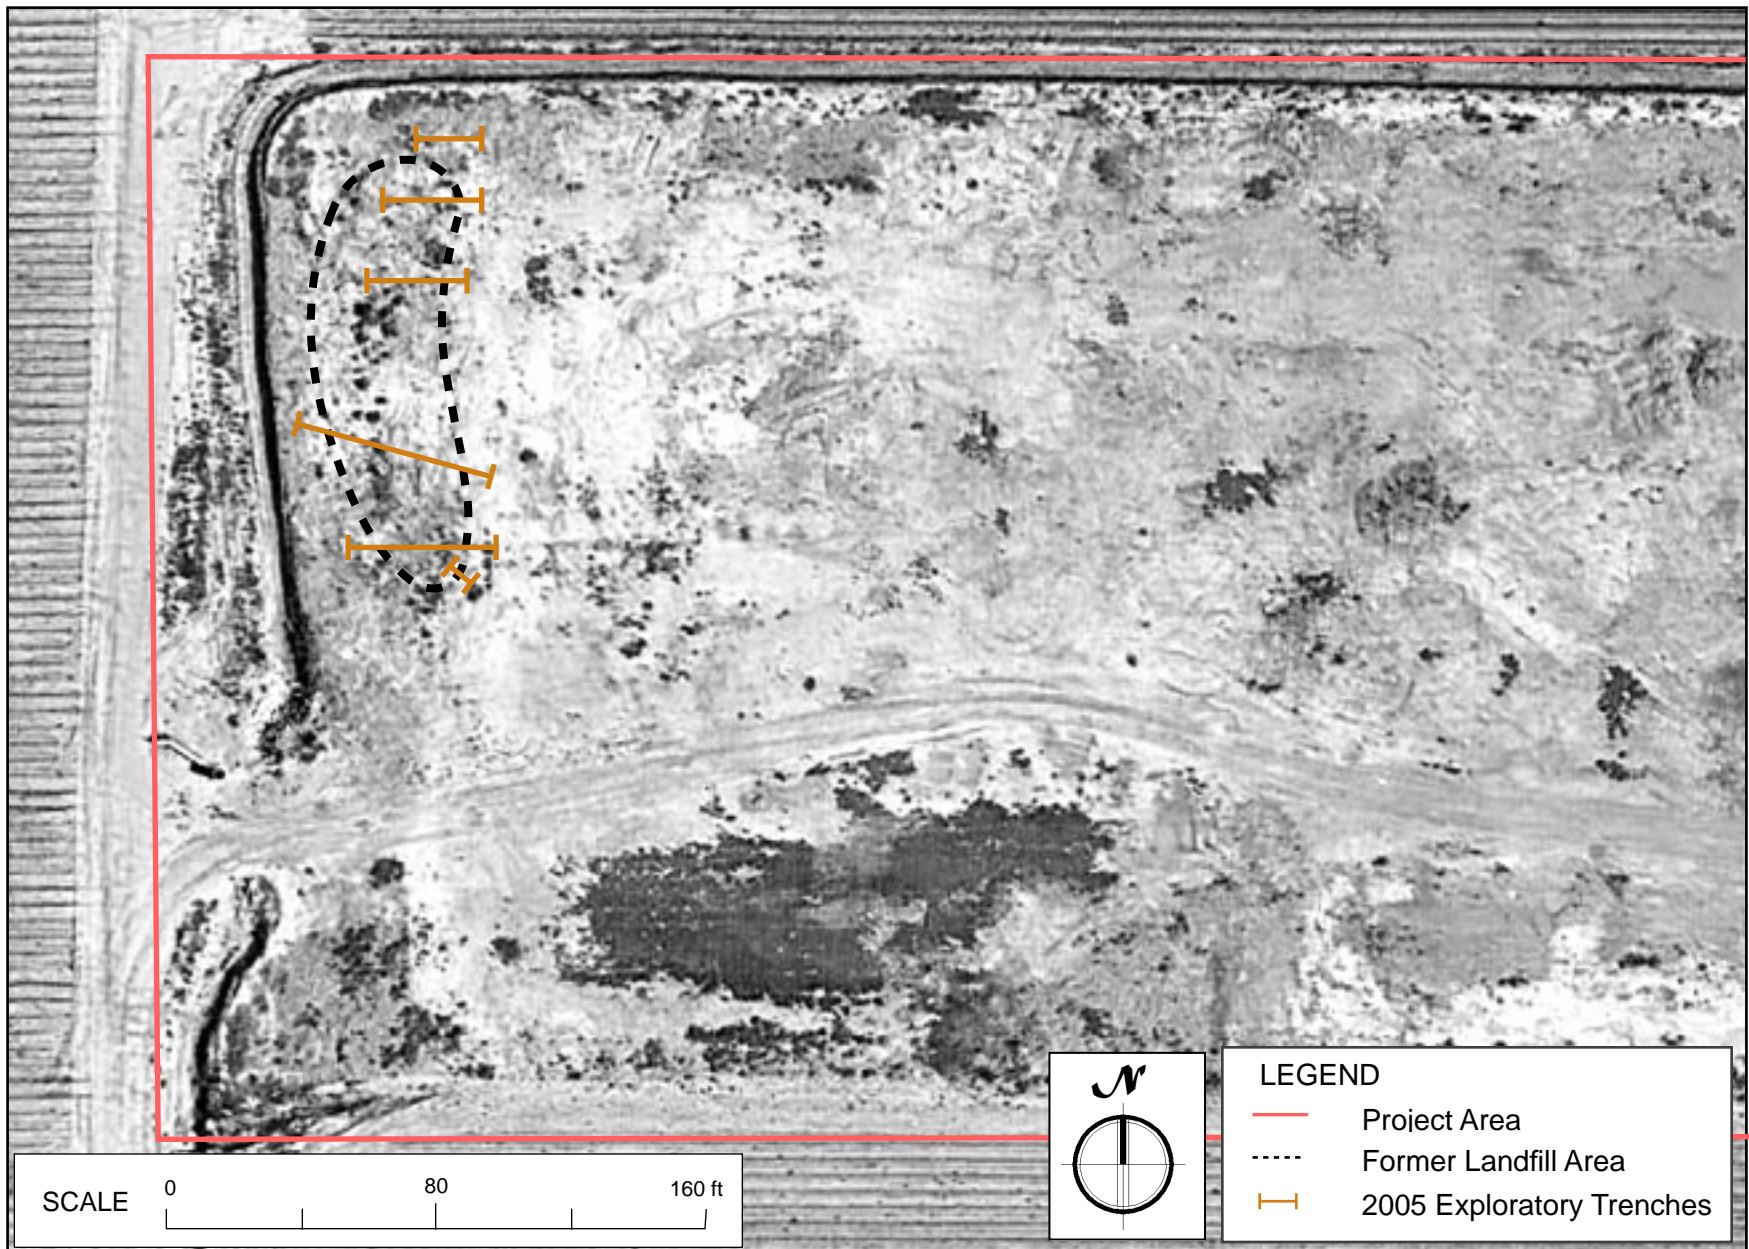 N
LEGEND
Project Area
Former Landfill Area
2005 Exploratory Trenches
SCALE 0 80 160 ft